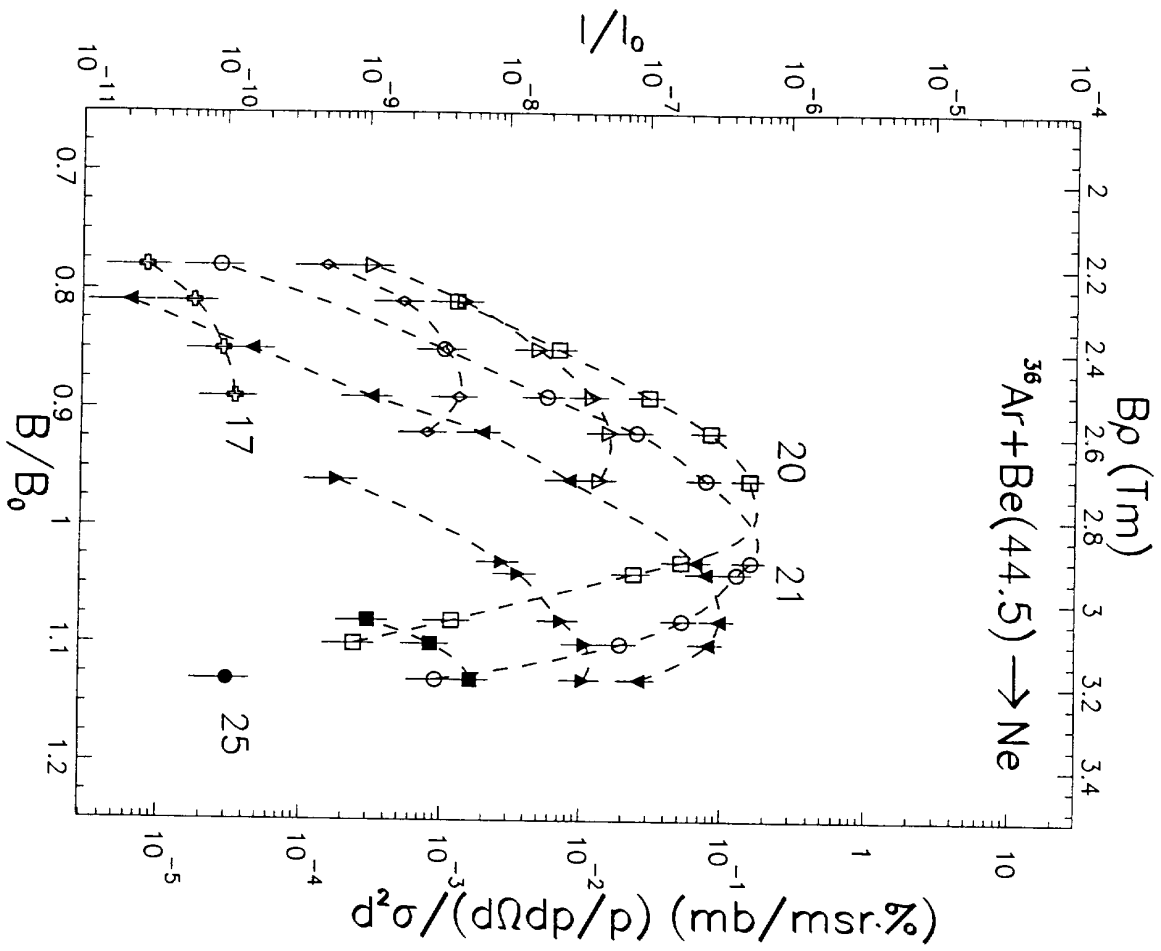 Bρ (Tm)
2 2.2 2.4 2.6 2.8 3 3.2 3.4
³⁶Ar+Be(44.5)→Ne
I/I₀
10⁻⁴
10⁻⁵
10⁻⁶
10⁻⁷
10⁻⁸
10⁻⁹
10⁻¹⁰
10⁻¹¹
20
21
17
25
10
1
10⁻¹
10⁻²
10⁻³
10⁻⁴
10⁻⁵
d²σ/(dΩdp/p) (mb/msr.%)
0.7 0.8 0.9 1 1.1 1.2
B/B₀